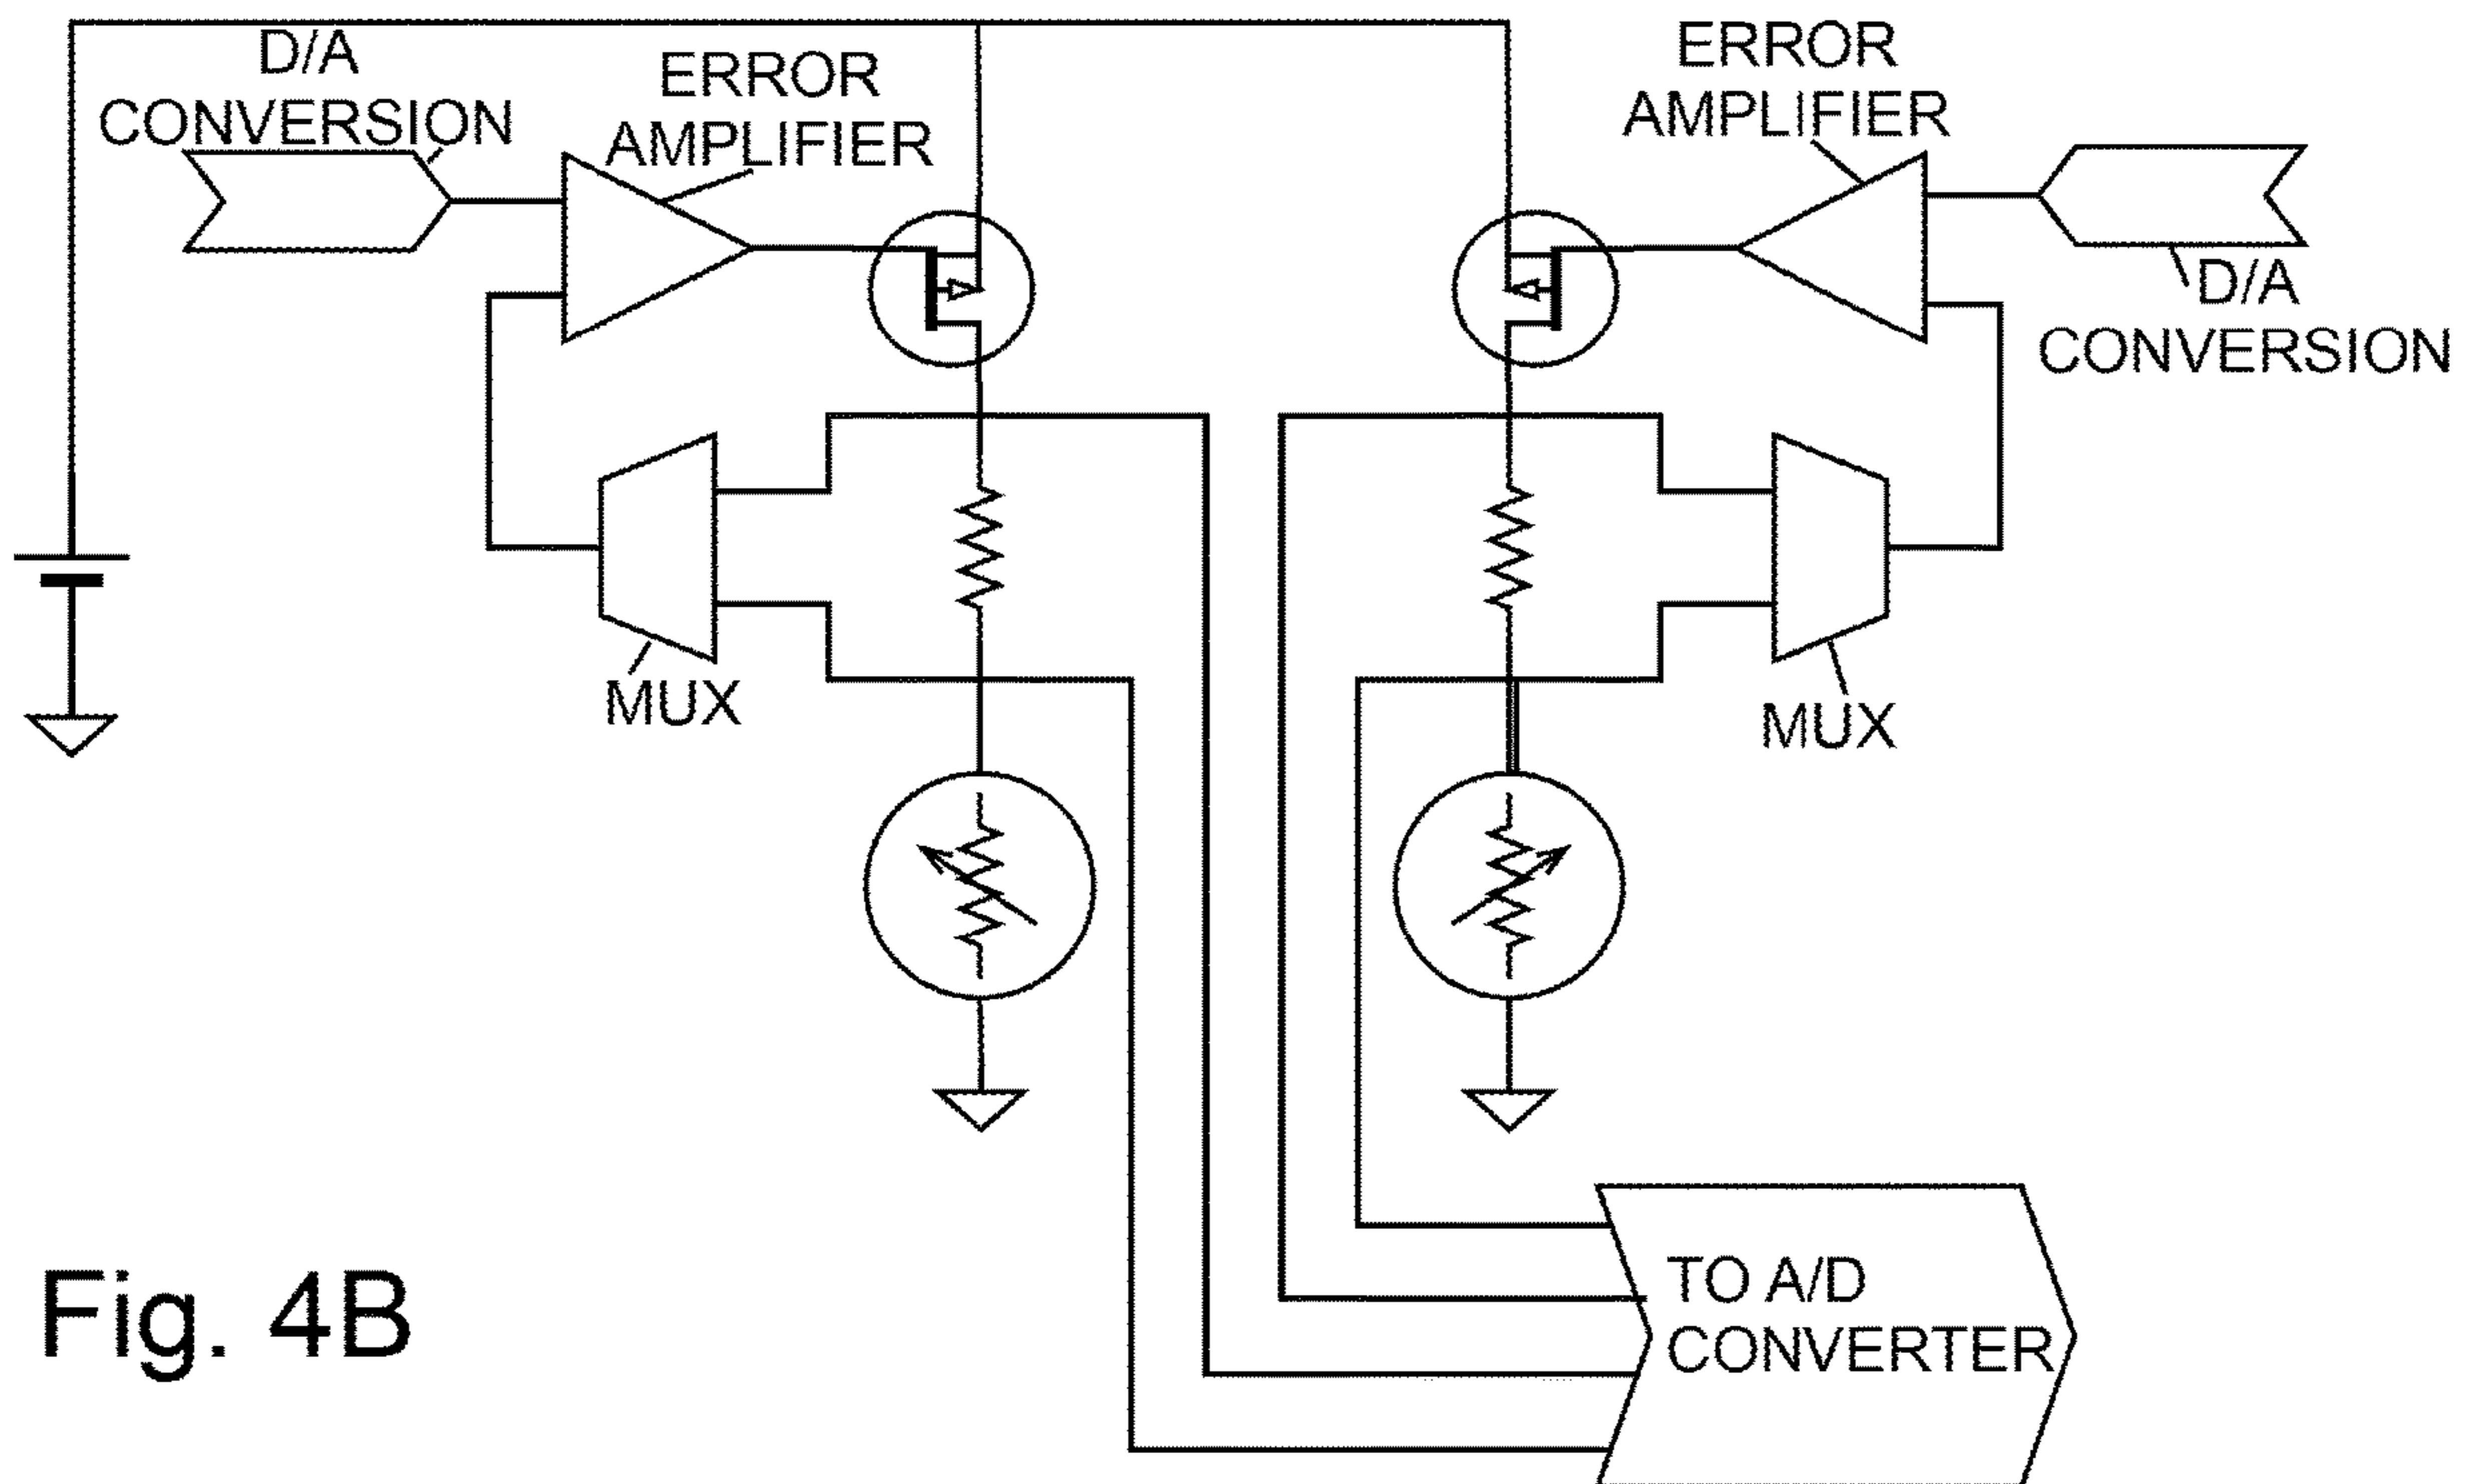 D/A
CONVERSION
ERROR
AMPLIFIER
ERROR
AMPLIFIER
D/A
CONVERSION
MUX
MUX
TO A/D
CONVERTER
Fig. 4B